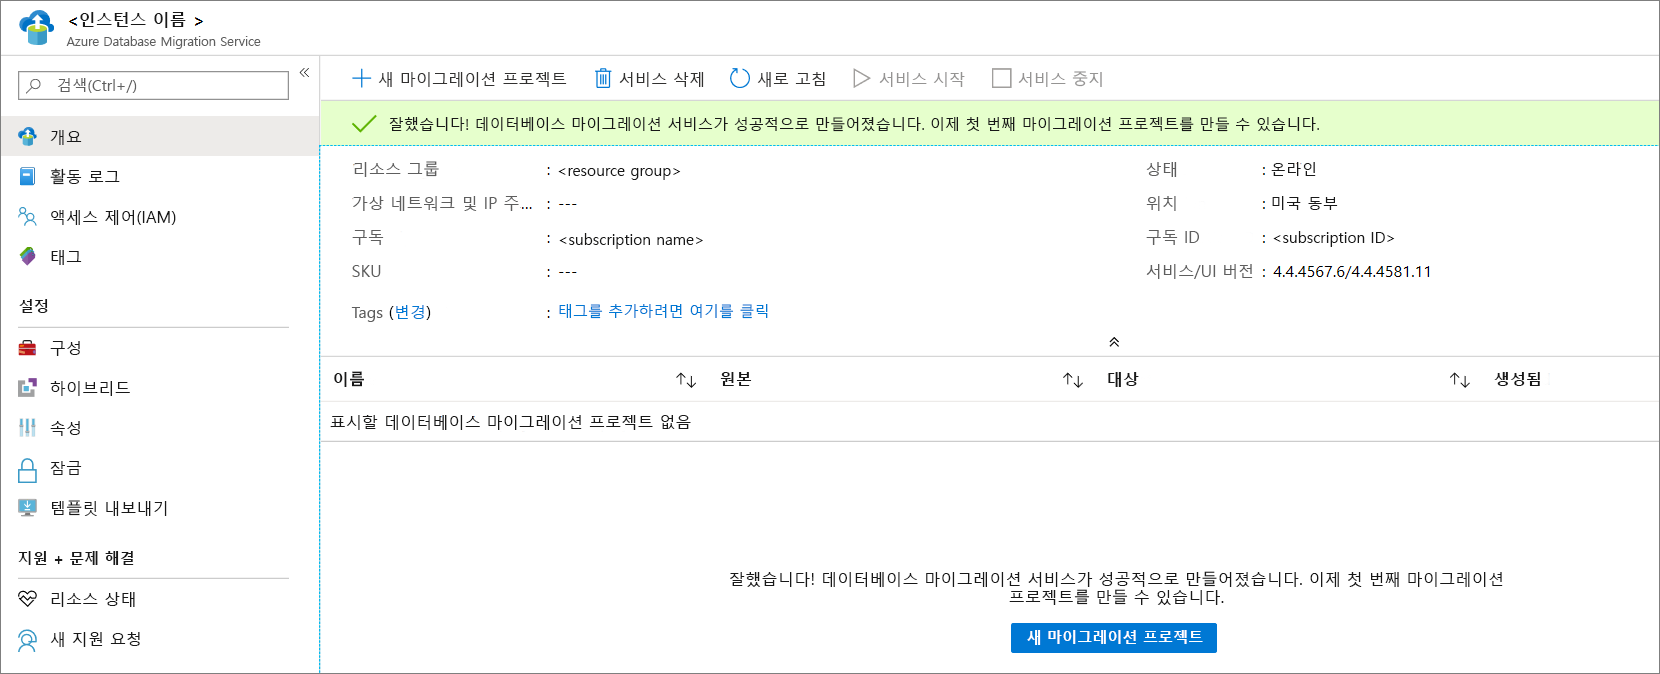 <인스턴스 이름 >
Azure Database Migration Service
검색(Ctrl+/)
«
개요
활동 로그
액세스 제어(IAM)
태그
설정
구성
하이브리드
속성
잠금
템플릿 내보내기
지원 + 문제 해결
리소스 상태
새 지원 요청
새 마이그레이션 프로젝트 서비스 삭제 새로 고침 서비스 시작 서비스 중지
잘했습니다! 데이터베이스 마이그레이션 서비스가 성공적으로 만들어졌습니다. 이제 첫 번째 마이그레이션 프로젝트를 만들 수 있습니다.
리소스 그룹 : <resource group>
가상 네트워크 및 IP 주... : ---
구독 : <subscription name>
SKU : ---
Tags (변경) : 태그를 추가하려면 여기를 클릭
상태 : 온라인
위치 : 미국 동부
구독 ID : <subscription ID>
서비스/UI 버전 : 4.4.4567.6/4.4.4581.11
이름 원본 대상 생성됨
표시할 데이터베이스 마이그레이션 프로젝트 없음
잘했습니다! 데이터베이스 마이그레이션 서비스가 성공적으로 만들어졌습니다. 이제 첫 번째 마이그레이션
프로젝트를 만들 수 있습니다.
새 마이그레이션 프로젝트